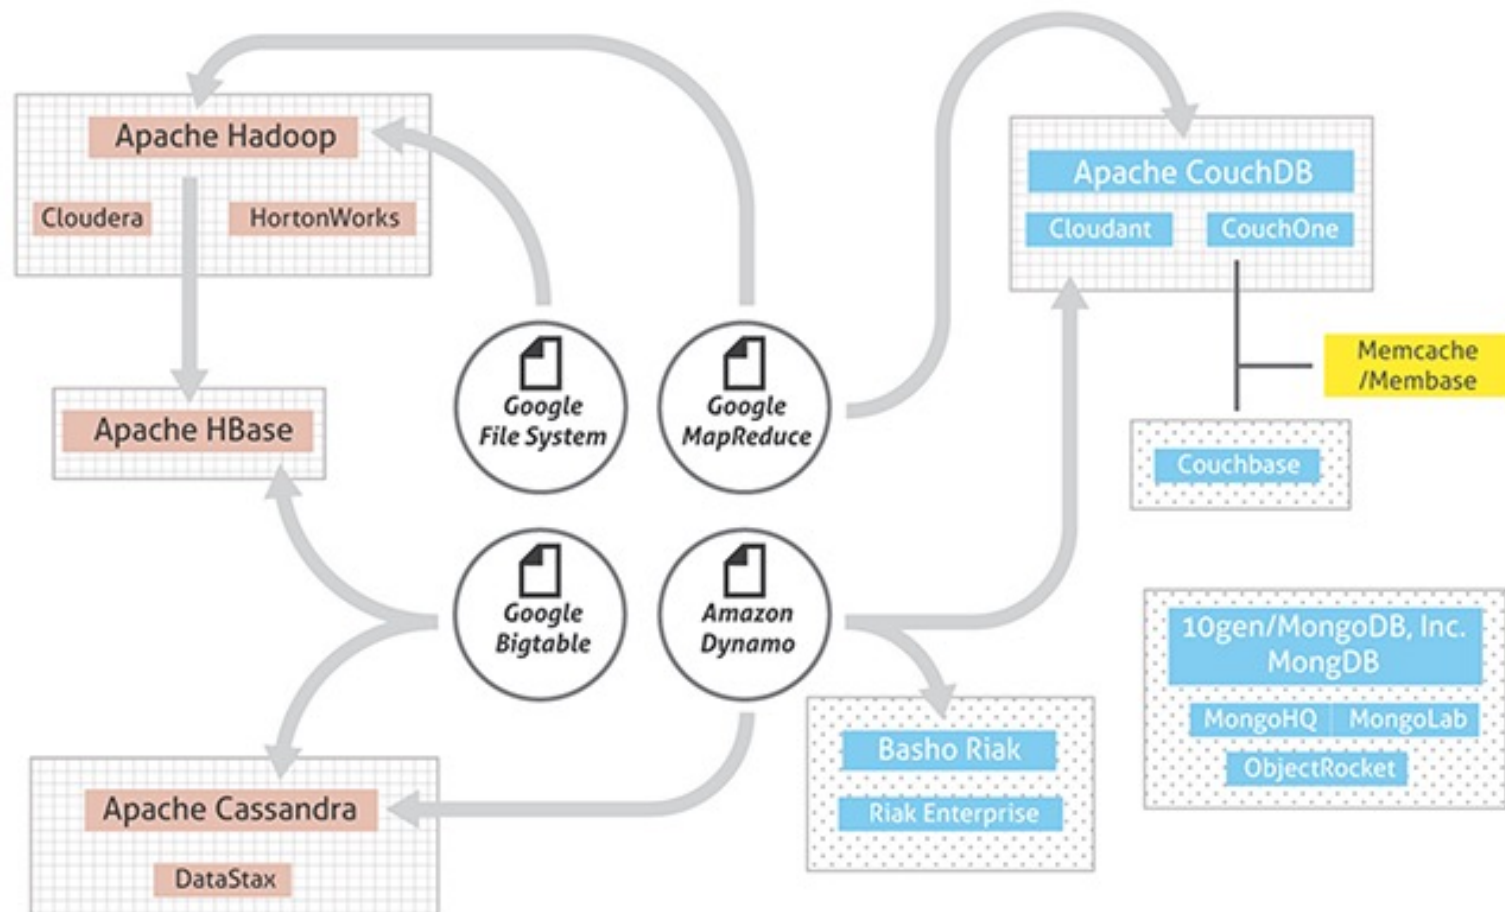 Apache Hadoop
Cloudera
HortonWorks
Apache HBase
Google
File System
Google
MapReduce
Google
Bigtable
Amazon
Dynamo
Apache CouchDB
Cloudant
CouchOne
Memcache
/Membase
Couchbase
10gen/MongoDB, Inc.
MongDB
MongoHQ
MongoLab
ObjectRocket
Basho Riak
Riak Enterprise
Apache Cassandra
DataStax